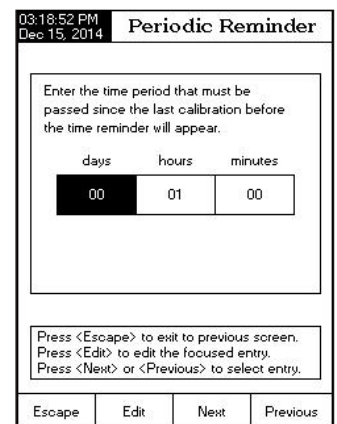 03:18:52 PM
Dec 15, 2014
Periodic Reminder
Enter the time period that must be
passed since the last calibration before
the time reminder will appear.
days hours minutes
00 01 00
Press <Escape> to exit to previous screen.
Press <Edit> to edit the focused entry.
Press <Next> or <Previous> to select entry.
Escape Edit Next Previous